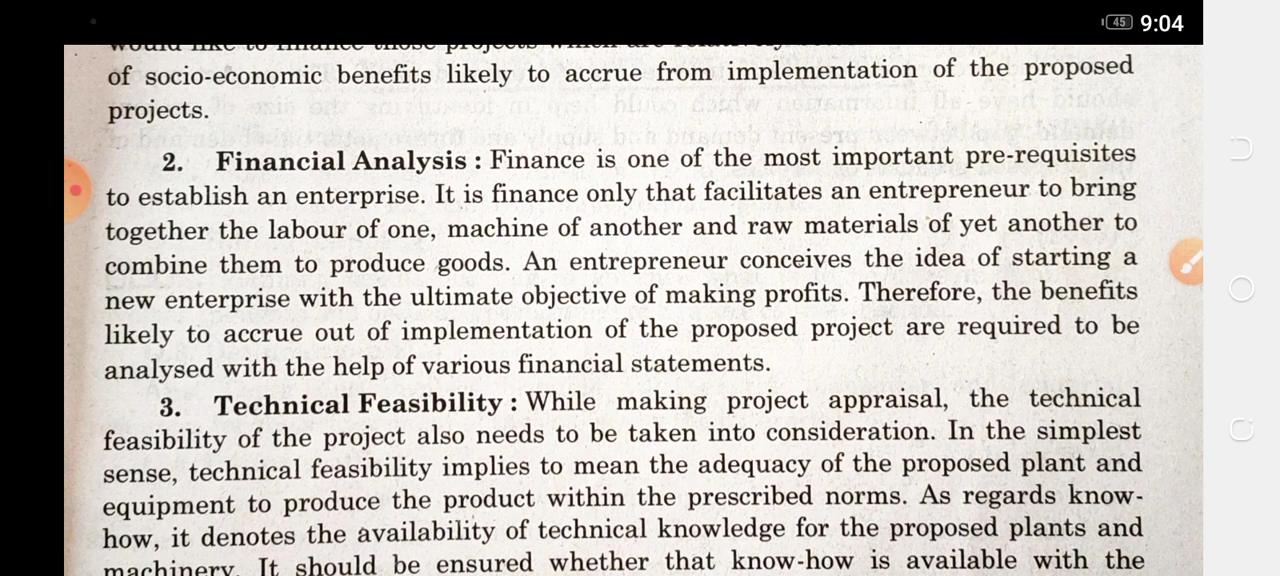 45 9:04
of socio-economic benefits likely to accrue from implementation of the proposed
projects.
2. Financial Analysis : Finance is one of the most important pre-requisites
to establish an enterprise. It is finance only that facilitates an entrepreneur to bring
together the labour of one, machine of another and raw materials of yet another to
combine them to produce goods. An entrepreneur conceives the idea of starting a
new enterprise with the ultimate objective of making profits. Therefore, the benefits
likely to accrue out of implementation of the proposed project are required to be
analysed with the help of various financial statements.
3. Technical Feasibility : While making project appraisal, the technical
feasibility of the project also needs to be taken into consideration. In the simplest
sense, technical feasibility implies to mean the adequacy of the proposed plant and
equipment to produce the product within the prescribed norms. As regards know-
how, it denotes the availability of technical knowledge for the proposed plants and
machinery. It should be ensured whether that know-how is available with the